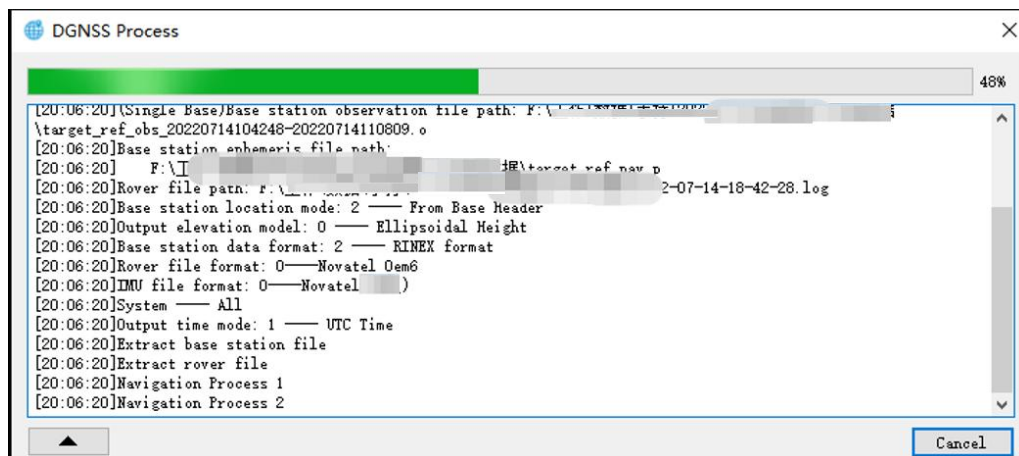 DGNSS Process
48%
[20:06:20](Single Base)Base station observation file path: F:\
\target_ref_obs_20220714104248-20220714110809.o
[20:06:20]Base station ephemeris file path:
[20:06:20] F:\工 据\target_ref_nav.p
[20:06:20]Rover file path: F:\ 2-07-14-18-42-28.log
[20:06:20]Base station location mode: 2 —— From Base Header
[20:06:20]Output elevation model: 0 —— Ellipsoidal Height
[20:06:20]Base station data format: 2 —— RINEX format
[20:06:20]Rover file format: 0——Novatel Oem6
[20:06:20]IMU file format: 0——Novatel )
[20:06:20]System —— All
[20:06:20]Output time mode: 1 —— UTC Time
[20:06:20]Extract base station file
[20:06:20]Extract rover file
[20:06:20]Navigation Process 1
[20:06:20]Navigation Process 2
Cancel